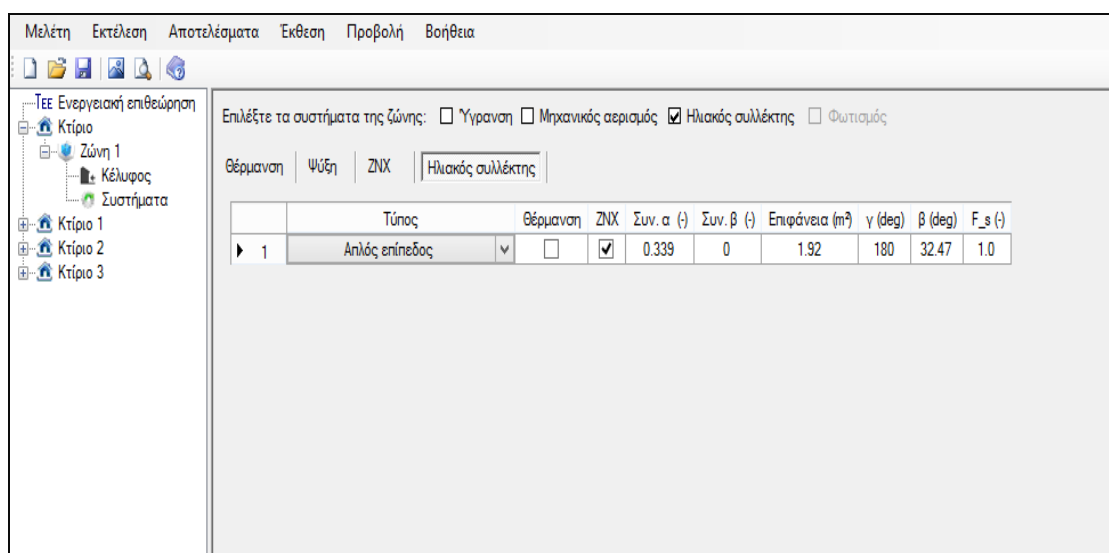 Μελέτη Εκτέλεση Αποτελέσματα Έκθεση Προβολή Βοήθεια
ΤΕΕ Ενεργειακή επιθεώρηση
Κτίριο
Ζώνη 1
Κέλυφος
Συστήματα
Κτίριο 1
Κτίριο 2
Κτίριο 3
Επιλέξτε τα συστήματα της ζώνης: Ύγρανση Μηχανικός αερισμός Ηλιακός συλλέκτης Φωτισμός
Θέρμανση Ψύξη ΖΝΧ Ηλιακός συλλέκτης
Τύπος Θέρμανση ΖΝΧ Συν. α (-) Συν. β (-) Επιφάνεια (m²) γ (deg) β (deg) F_s (-)
1 Απλός επίπεδος 0.339 0 1.92 180 32.47 1.0